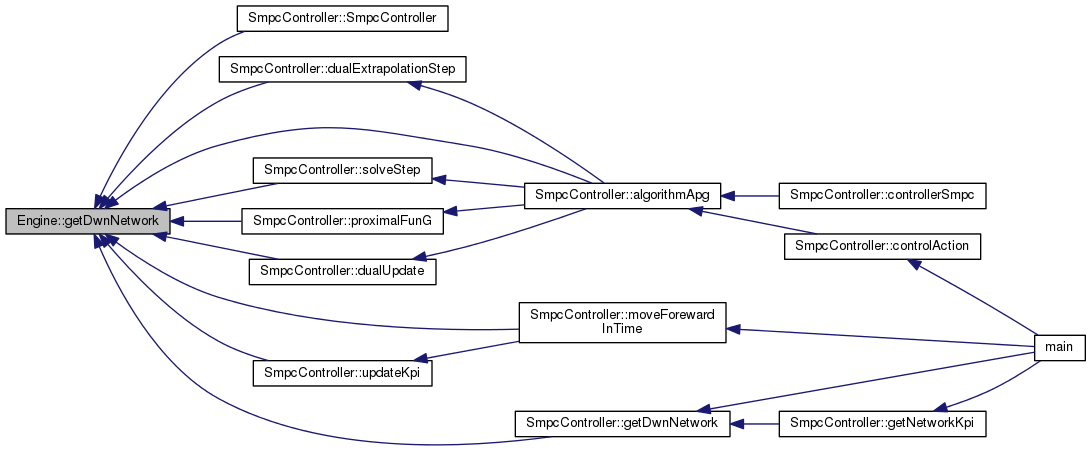 SmpcController::SmpcController
SmpcController::dualExtrapolationStep
SmpcController::solveStep
SmpcController::algorithmApg
SmpcController::controllerSmpc
Engine::getDwnNetwork
SmpcController::proximalFunG
SmpcController::controlAction
SmpcController::dualUpdate
SmpcController::moveForeward
InTime
main
SmpcController::updateKpi
SmpcController::getDwnNetwork
SmpcController::getNetworkKpi